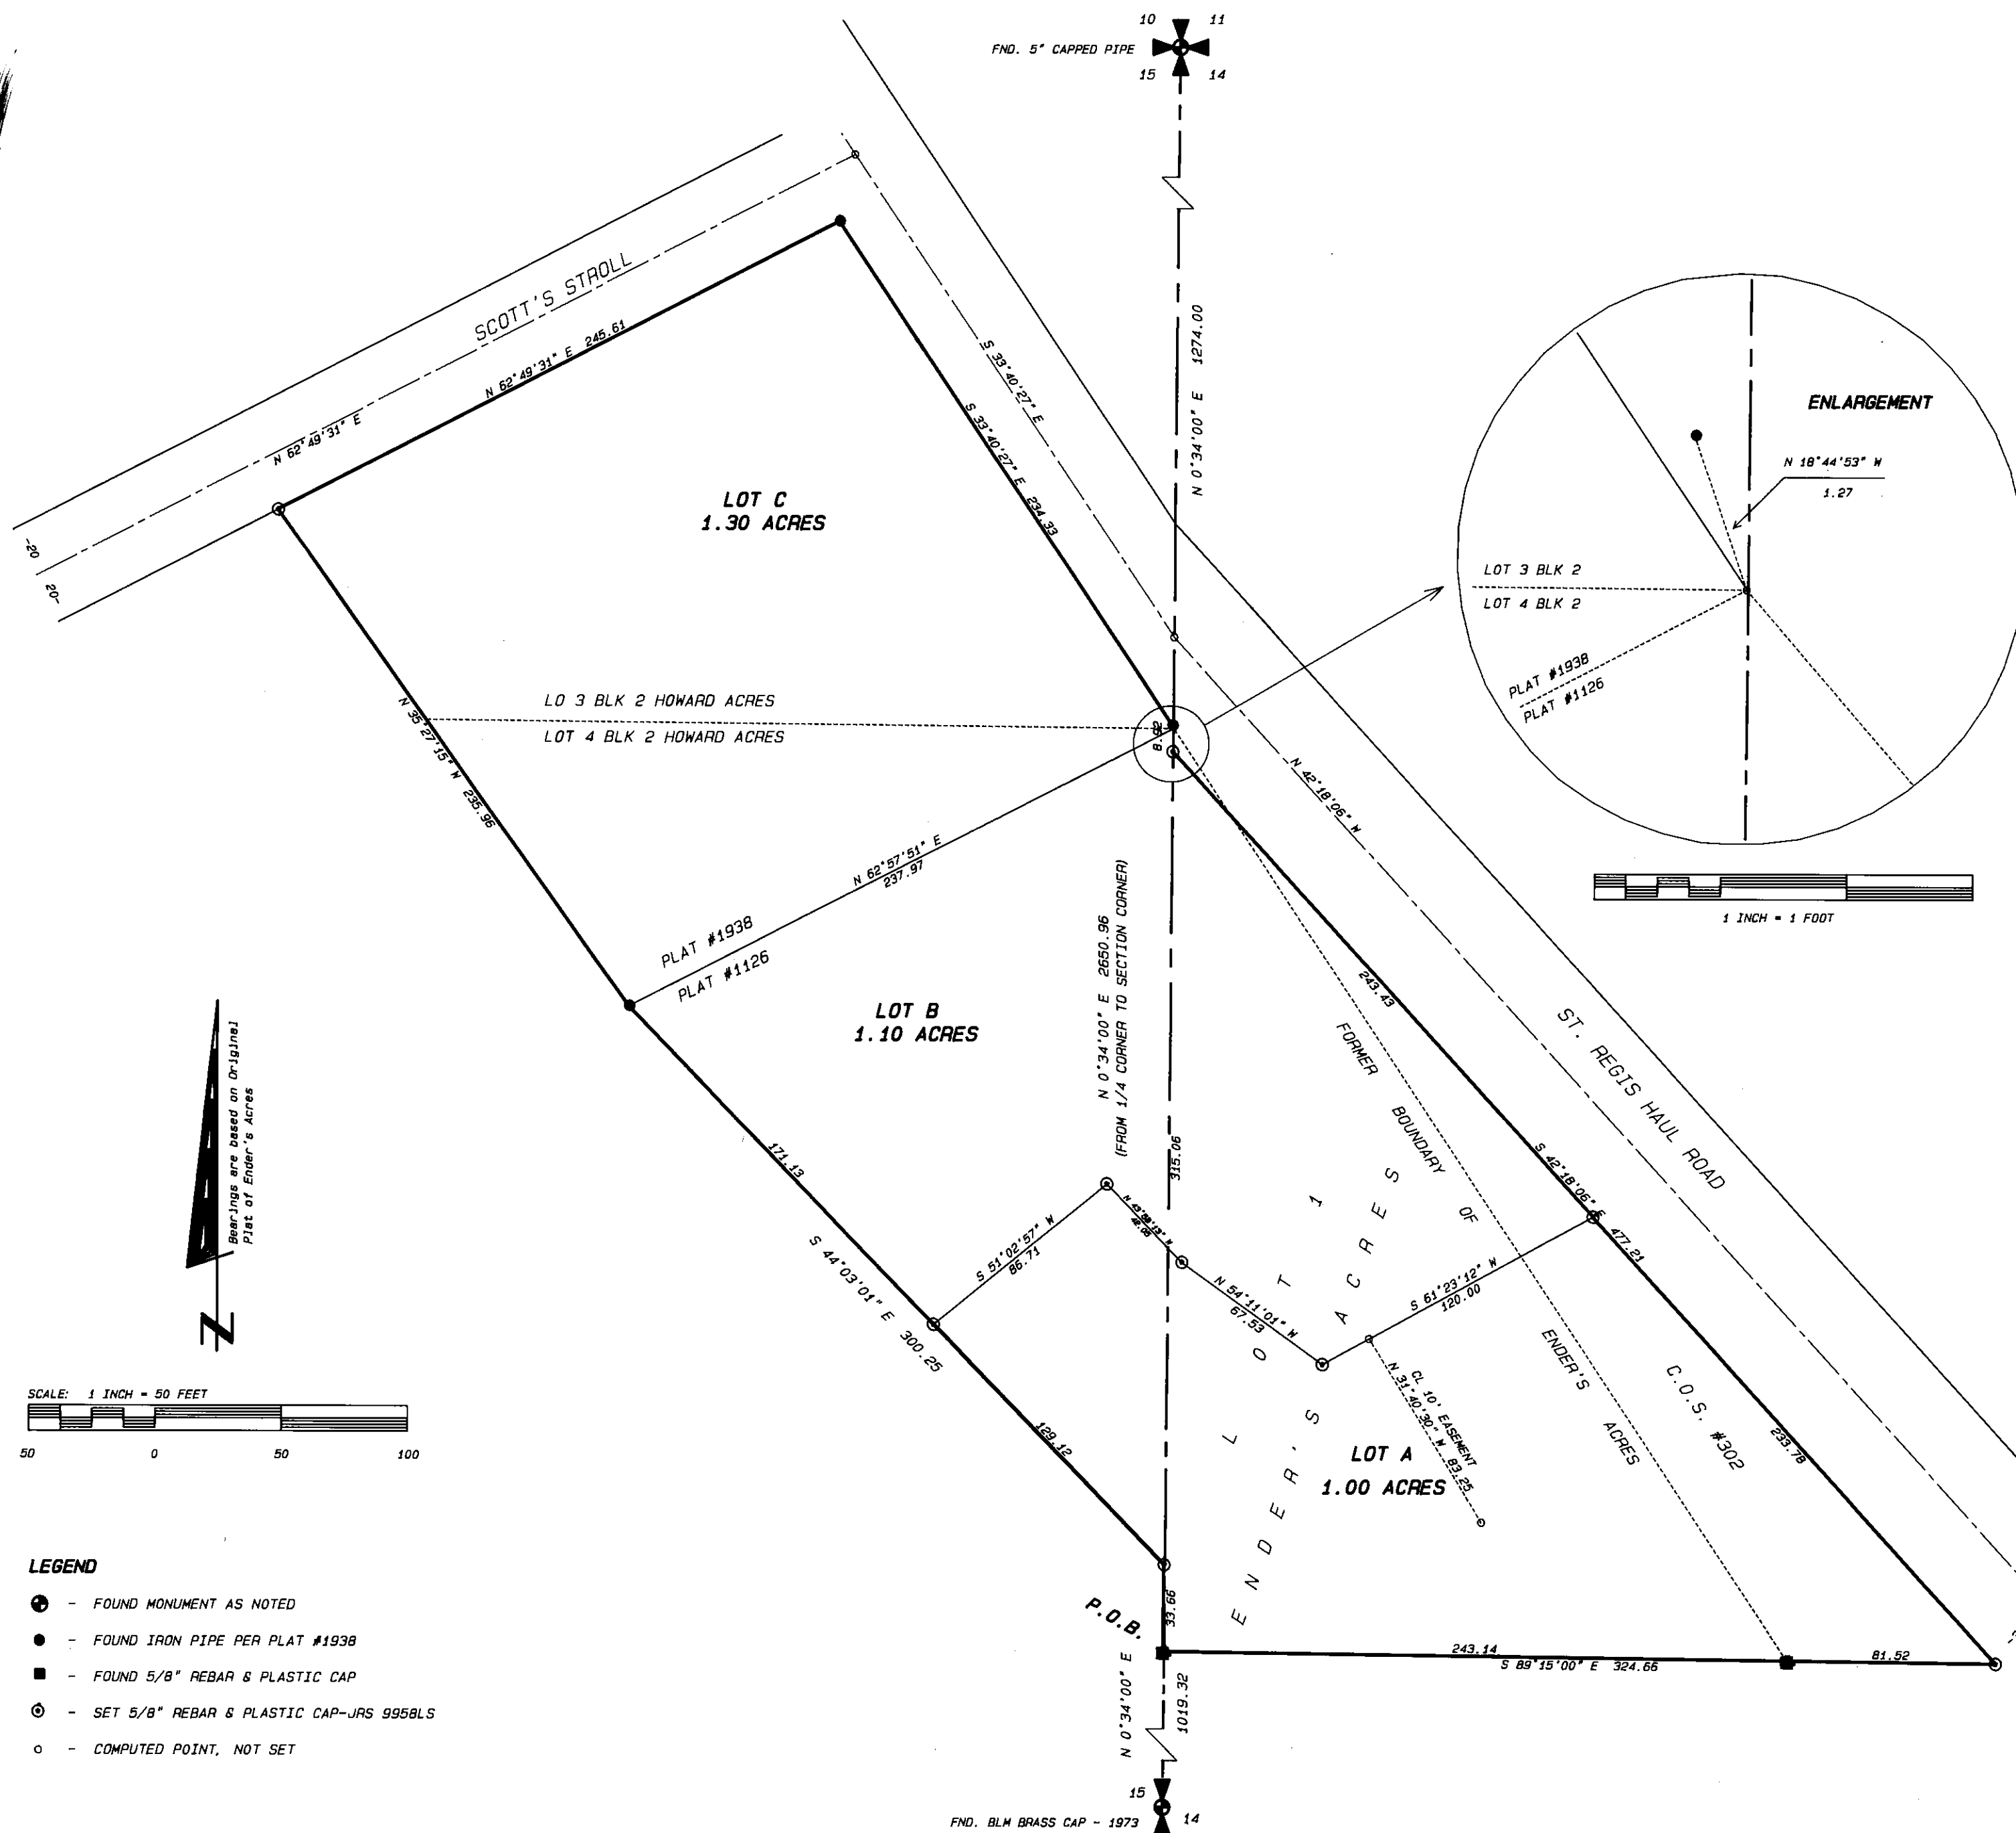 10 11
FND. 5" CAPPED PIPE
15 14
SCOTT'S STROLL
N 62°49'31" E 245.61
N 62°49'31" E
-20
20-
S 33°40'27" E
S 33°40'27" E 234.33
N 0°34'00" E 1274.00
LOT C
1.30 ACRES
ENLARGEMENT
N 18°44'53" W
1.27
LOT 3 BLK 2
LOT 4 BLK 2
PLAT #1938
PLAT #1126
1 INCH = 1 FOOT
LO 3 BLK 2 HOWARD ACRES
LOT 4 BLK 2 HOWARD ACRES
8.92
N 35°27'15" W 235.96
N 42°18'06" W
N 62°57'51" E
237.97
PLAT #1938
PLAT #1126
N 0°34'00" E 2650.96
(FROM 1/4 CORNER TO SECTION CORNER)
LOT B
1.10 ACRES
243.43
FORMER BOUNDARY OF ENDER'S ACRES
ST. REGIS HAUL ROAD
Bearings are based on Original
Plat of Ender's Acres
N
171.13
S 44°03'01" E 300.25
315.06
S 51°02'57" W
86.71
N 54°11'01" W
67.53
S 61°23'12" W
120.00
S 42°18'06" E 477.21
LOT 1
ENDER'S ACRES
CL 10' EASEMENT
N 31°40'30" W 83.25
C.O.S. #302
233.78
129.12
LOT A
1.00 ACRES
SCALE: 1 INCH = 50 FEET
50 0 50 100
LEGEND
- FOUND MONUMENT AS NOTED
- FOUND IRON PIPE PER PLAT #1938
- FOUND 5/8" REBAR & PLASTIC CAP
- SET 5/8" REBAR & PLASTIC CAP-JRS 9958LS
- COMPUTED POINT, NOT SET
P.O.B.
33.66
243.14
S 89°15'00" E 324.66
81.52
N 0°34'00" E
1019.32
15
14
FND. BLM BRASS CAP - 1973